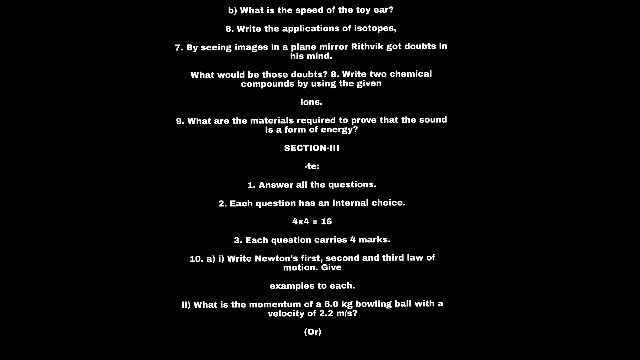 b) What is the speed of the toy ear?
6. Write the applications of isotopes,
7. By seeing images in a plane mirror Rithvik got doubts in
his mind.
What would be those doubts? 8. Write two chemical
compounds by using the given
Ions.
9. What are the materials required to prove that the sound
is a form of energy?
SECTION-III
-te:
1. Answer all the questions.
2. Each question has an internal choice.
4x4 = 16
3. Each question carries 4 marks.
10. a) i) Write Newton's first, second and third law of
motion. Give
examples to each.
II) What is the momentum of a 6.0 kg bowling ball with a
velocity of 2.2 m/s?
(Or)